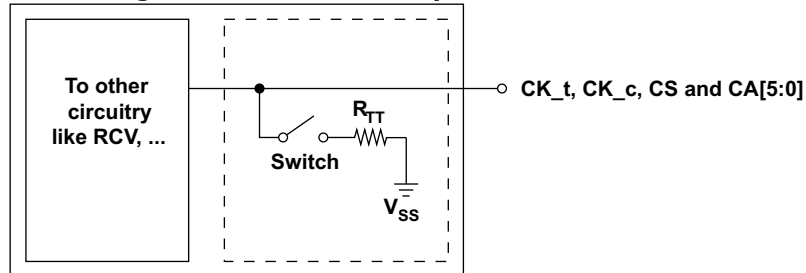 To other
circuitry
like RCV, ...
CK_t, CK_c, CS and CA[5:0]
RTT
Switch
VSS